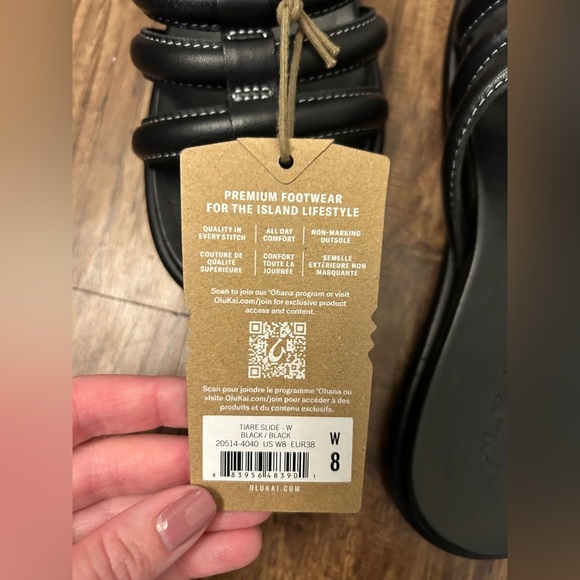 PREMIUM FOOTWEAR
FOR THE ISLAND LIFESTYLE
QUALITY IN
EVERY STITCH
ALL DAY
COMFORT
NON-MARKING
OUTSOLE
COUTURE DE
QUALITÉ
SUPÉRIEURE
CONFORT
TOUTE LA
JOURNÉE
SEMELLE
EXTÉRIEURE NON
MARQUANTE
Scan to join our 'Ohana program or visit
OluKai.com/join for exclusive product
access and content.
Scan pour joindre le programme 'Ohana ou
visite OluKai.com/join pour accéder à des
produits et du contenu exclusifs.
TIARE SLIDE - W
BLACK / BLACK
20514-4040 US W8 EUR38
8 83956 48390 1
W
8
OLUKAI.COM